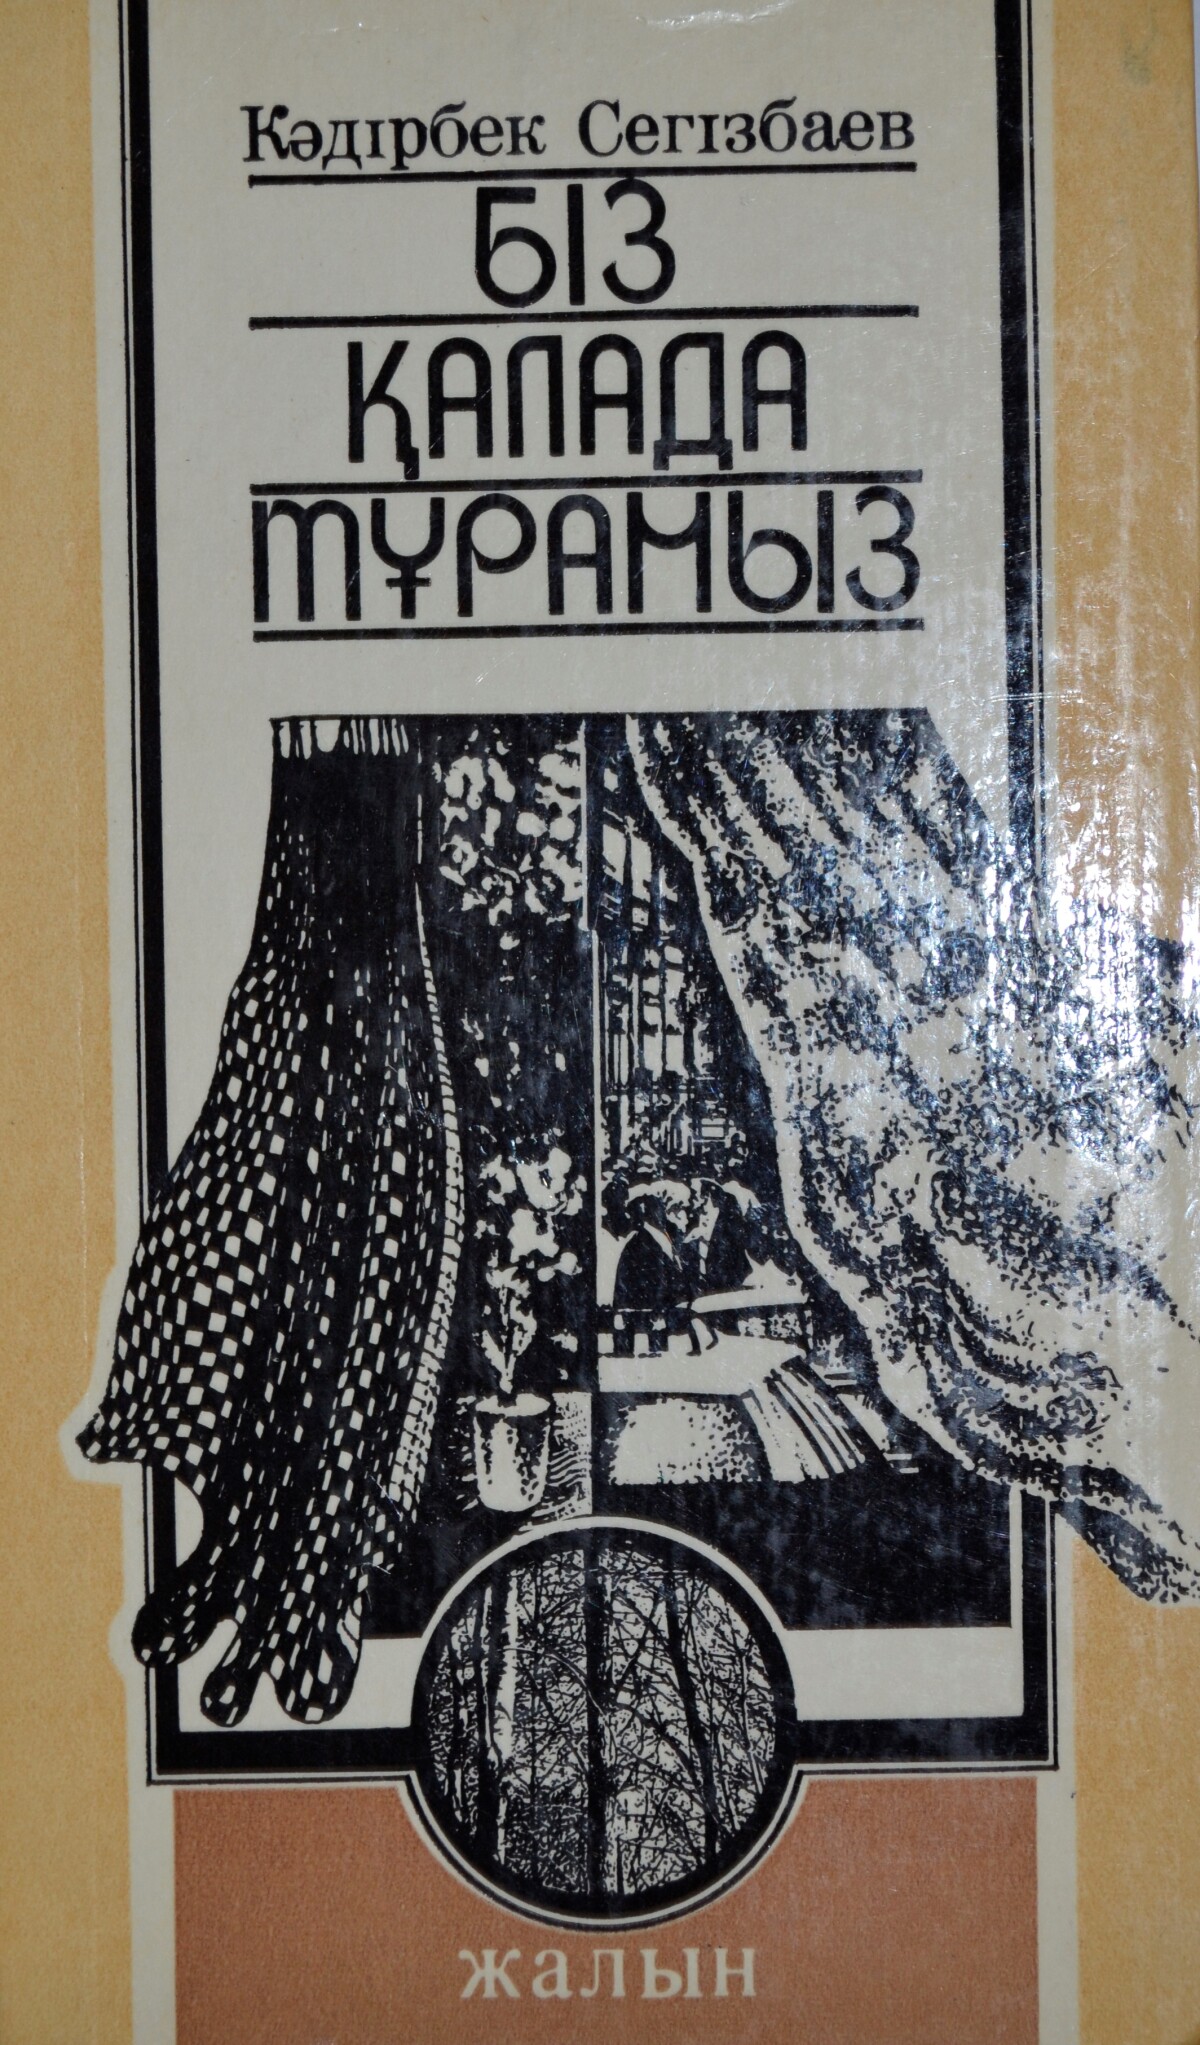 Кәдірбек Сегізбаев
БІЗ
ҚАЛАДА
ТҰРАМЫЗ
жалын